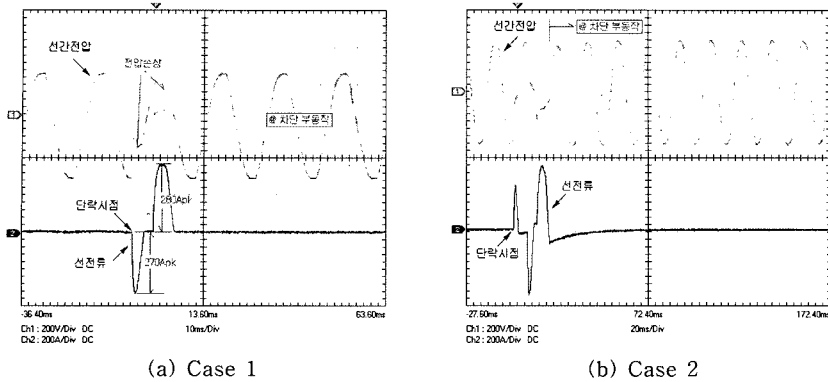 (a)
선간전압
전압손상
@ 차단 부동작
280Apk
단락시점
선전류
370Apk
-36.40ms 13.60ms 63.60ms
10ms/Div
Ch1 : 200V/Div DC
Ch2 : 200A/Div DC
(a) Case 1
(b)
선간전압
@ 차단 부동작
선전류
단락시점
-27.60ms 72.40ms 172.40ms
20ms/Div
Ch1 : 200V/Div DC
Ch2 : 200A/Div DC
(b) Case 2